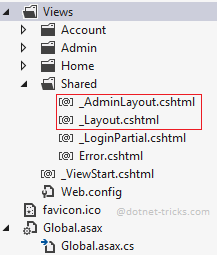 Views
Account
Admin
Home
Shared
[@] _AdminLayout.cshtml
[@] _Layout.cshtml
[@] _LoginPartial.cshtml
[@] Error.cshtml
[@] _ViewStart.cshtml
Web.config
favicon.ico
@dotnet-tricks.com
Global.asax
Global.asax.cs